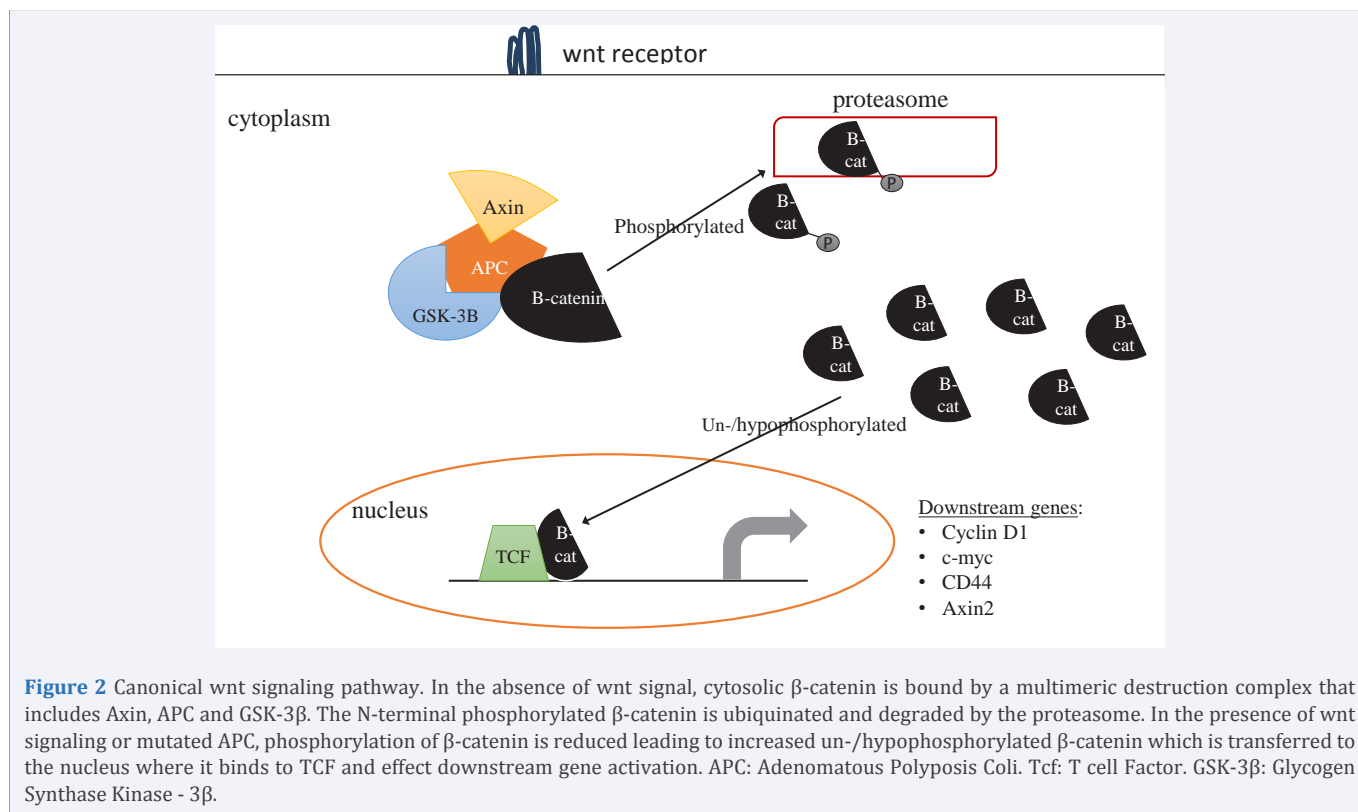 wnt receptor
cytoplasm
proteasome
B-
cat
P
B-
cat
P
Axin
Phosphorylated
APC
B-catenin
GSK-3B
B-
cat
B-
cat
B-
cat
B-
cat
B-
cat
B-
cat
B-
cat
Un-/hypophosphorylated
nucleus
TCF
B-
cat
Downstream genes:
• Cyclin D1
• c-myc
• CD44
• Axin2
Figure 2 Canonical wnt signaling pathway. In the absence of wnt signal, cytosolic β-catenin is bound by a multimeric destruction complex that
includes Axin, APC and GSK-3β. The N-terminal phosphorylated β-catenin is ubiquinated and degraded by the proteasome. In the presence of wnt
signaling or mutated APC, phosphorylation of β-catenin is reduced leading to increased un-/hypophosphorylated β-catenin which is transferred to
the nucleus where it binds to TCF and effect downstream gene activation. APC: Adenomatous Polyposis Coli. Tcf: T cell Factor. GSK-3β: Glycogen
Synthase Kinase - 3β.